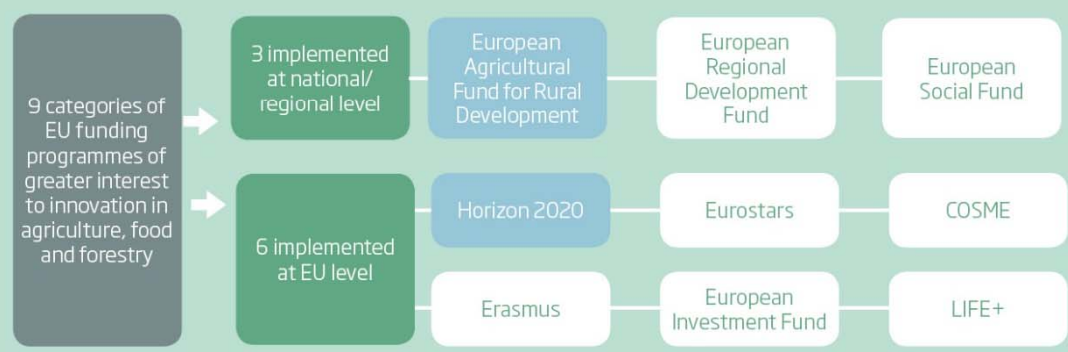 9 categories of
EU funding
programmes of
greater interest
to innovation in
agriculture, food
and forestry
3 implemented
at national/
regional level
European
Agricultural
Fund for Rural
Development
European
Regional
Development
Fund
European
Social Fund
6 implemented
at EU level
Horizon 2020
Eurostars
COSME
Erasmus
European
Investment Fund
LIFE+